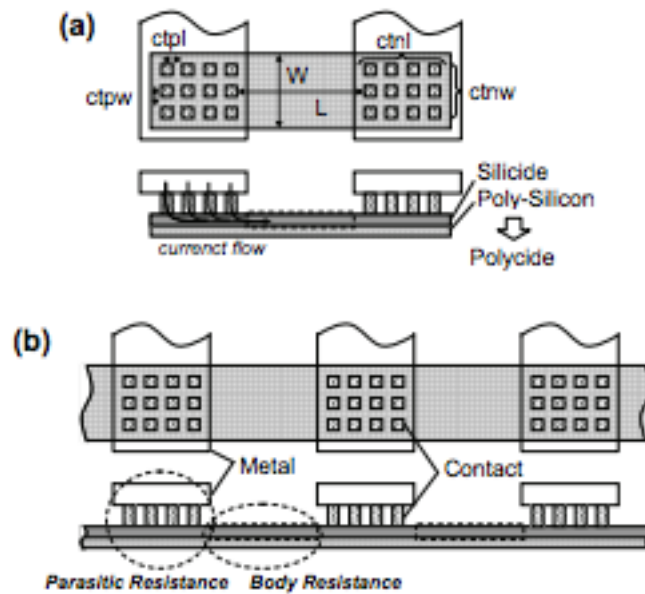 (a)
ctpl
ctnl
W
ctpw
ctnw
L
Silicide
Poly-Silicon
currenct flow
Polycide
(b)
Metal
Contact
Parasitic Resistance
Body Resistance